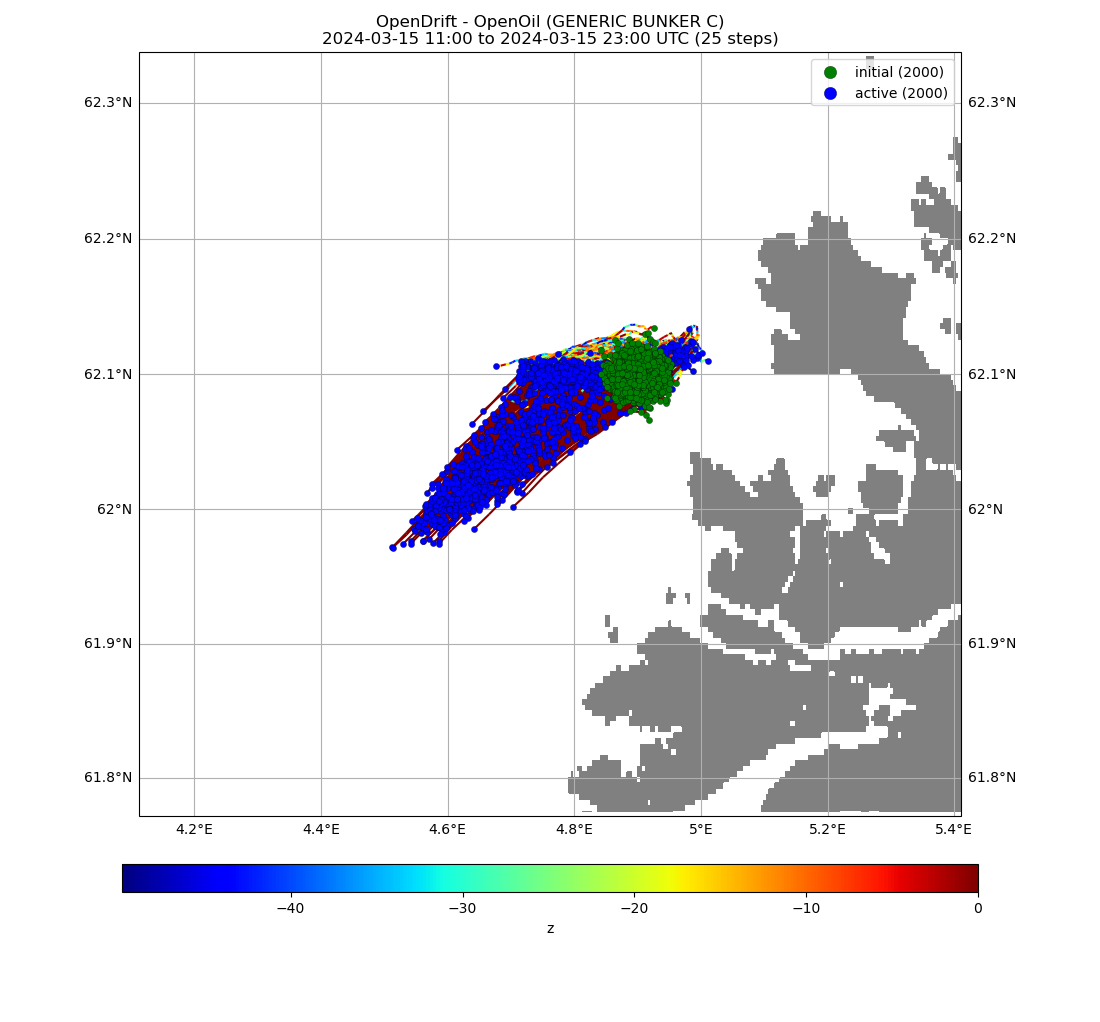 OpenDrift - OpenOil (GENERIC BUNKER C)
2024-03-15 11:00 to 2024-03-15 23:00 UTC (25 steps)
initial (2000)
active (2000)
62.3°N 62.3°N
62.2°N 62.2°N
62.1°N 62.1°N
62°N 62°N
61.9°N 61.9°N
61.8°N 61.8°N
4.2°E 4.4°E 4.6°E 4.8°E 5°E 5.2°E 5.4°E
−40 −30 −20 −10 0
z